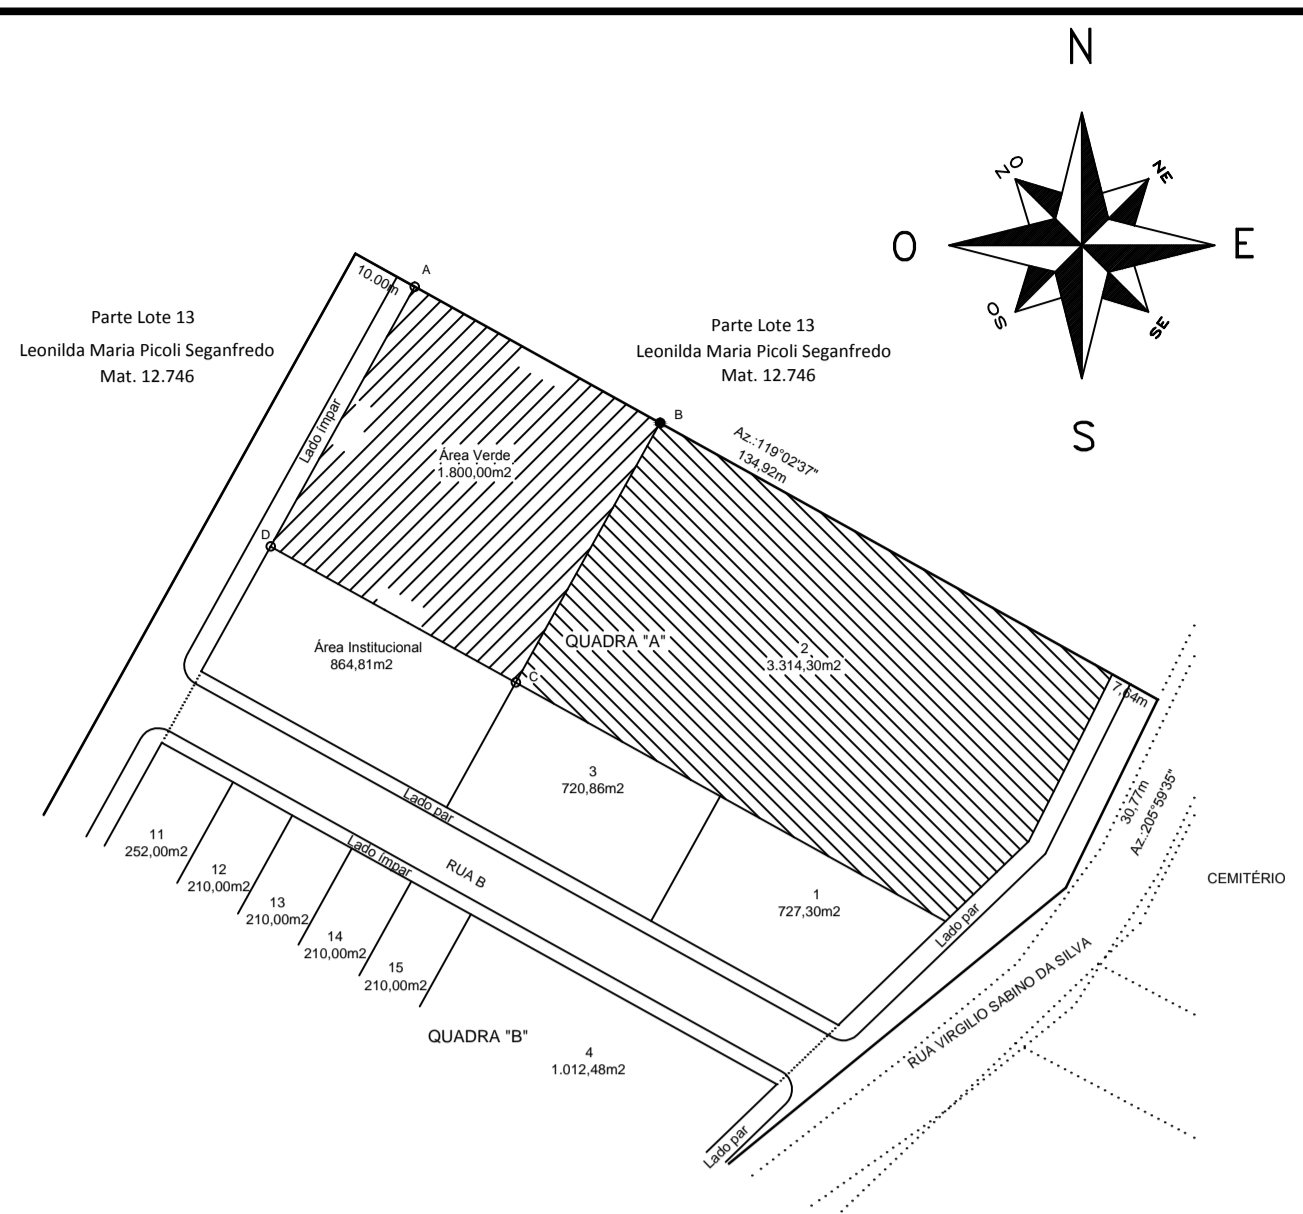 N
NO
NE
O
E
SO
SE
S
10.00m
A
Parte Lote 13
Leonilda Maria Picoli Seganfredo
Mat. 12.746
Parte Lote 13
Leonilda Maria Picoli Seganfredo
Mat. 12.746
B
Az.:119°02'37"
134,92m
Lado ímpar
Área Verde
1.800,00m2
D
Área Institucional
864,81m2
QUADRA "A"
2
3.314,30m2
C
7,64m
3
720,86m2
30,77m
Az.:205°59'35"
Lado par
Lado ímpar
RUA B
11
252,00m2
12
210,00m2
13
210,00m2
14
210,00m2
15
210,00m2
1
727,30m2
CEMITÉRIO
Lado par
RUA VIRGILIO SABINO DA SILVA
QUADRA "B"
4
1.012,48m2
Lado par